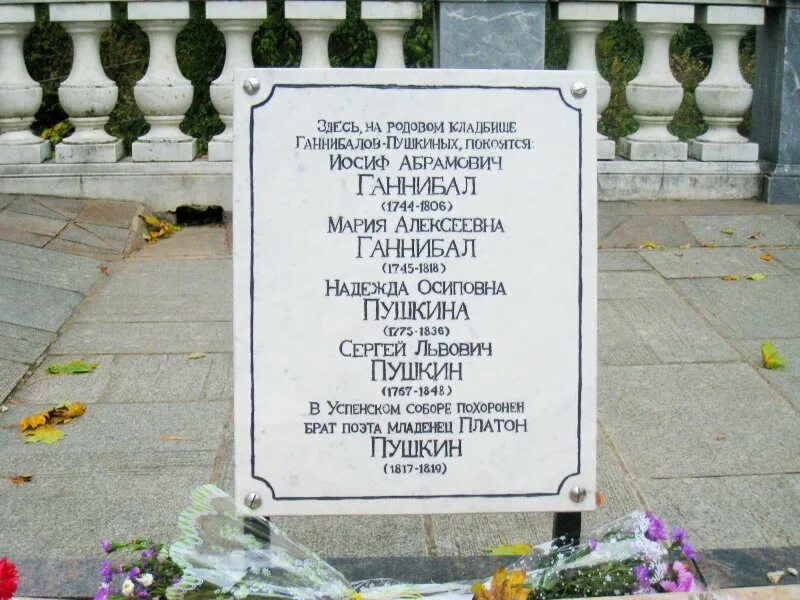 Здесь, на родовом кладбище
Ганнибалов-Пушкиных, покоятся:
Иосиф Абрамович
Ганнибал
(1744-1806)
Мария Алексеевна
Ганнибал
(1745-1818)
Надежда Осиповна
Пушкина
(1775-1836)
Сергей Львович
Пушкин
(1767-1848)
В Успенском соборе похоронен
брат поэта младенец Платон
Пушкин
(1817-1819)